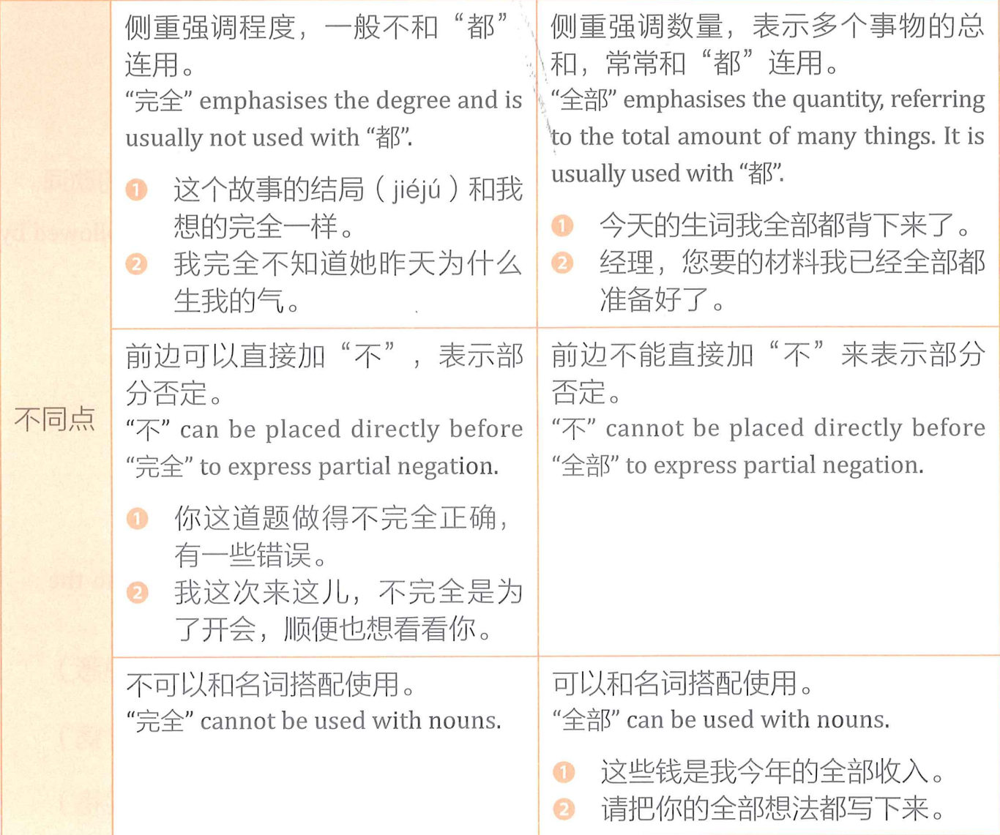 不同点
侧重强调程度，一般不和“都”
连用。
“完全” emphasises the degree and is
usually not used with “都”.
1 这个故事的结局（jiéjú）和我
想的完全一样。
2 我完全不知道她昨天为什么
生我的气。
侧重强调数量，表示多个事物的总
和，常常和“都”连用。
“全部” emphasises the quantity, referring
to the total amount of many things. It is
usually used with “都”.
1 今天的生词我全部都背下来了。
2 经理，您要的材料我已经全部都
准备好了。
前边可以直接加“不”，表示部
分否定。
“不” can be placed directly before
“完全” to express partial negation.
1 你这道题做得不完全正确，
有一些错误。
2 我这次来这儿，不完全是为
了开会，顺便也想看看你。
前边不能直接加“不”来表示部分
否定。
“不” cannot be placed directly before
“全部” to express partial negation.
不可以和名词搭配使用。
“完全” cannot be used with nouns.
可以和名词搭配使用。
“全部” can be used with nouns.
1 这些钱是我今年的全部收入。
2 请把你的全部想法都写下来。